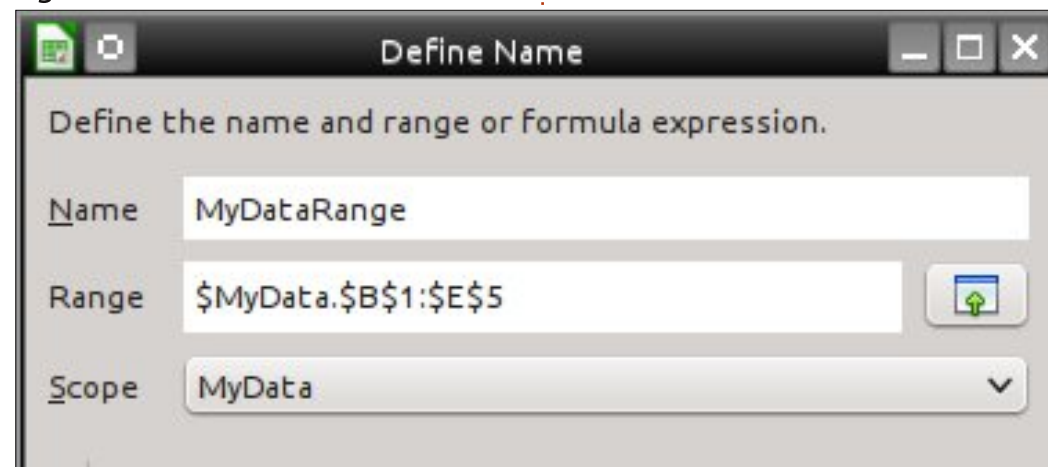 Define Name
Define the name and range or formula expression.
Name MyDataRange
Range $MyData.$B$1:$E$5
Scope MyData